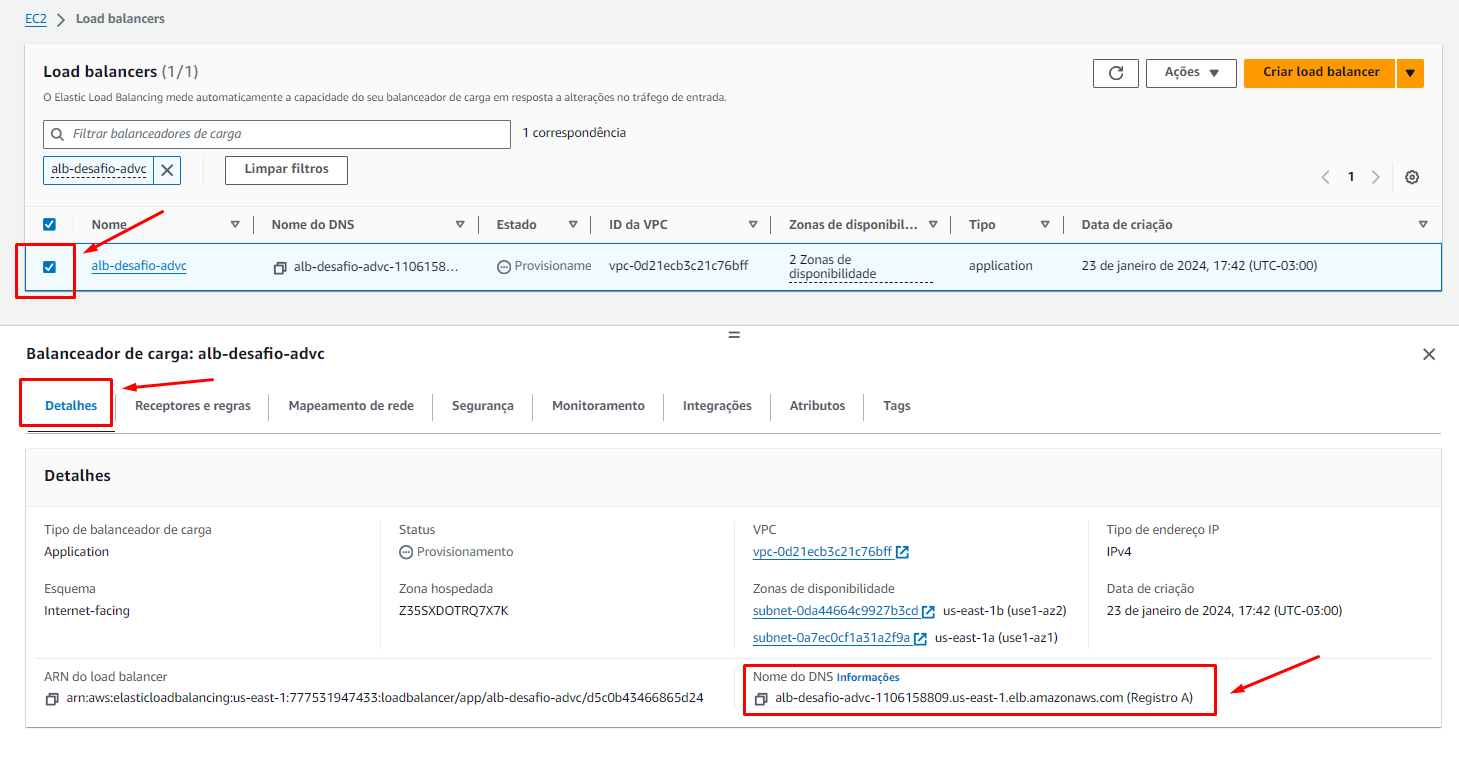 EC2 > Load balancers
Load balancers (1/1)
Ações
Criar load balancer
O Elastic Load Balancing mede automaticamente a capacidade do seu balanceador de carga em resposta a alterações no tráfego de entrada.
Filtrar balanceadores de carga
1 correspondência
alb-desafio-advc
Limpar filtros
1
Nome Nome do DNS Estado ID da VPC Zonas de disponibil... Tipo Data de criação
alb-desafio-advc alb-desafio-advc-1106158... Provisioname vpc-0d21ecb3c21c76bff 2 Zonas de disponibilidade application 23 de janeiro de 2024, 17:42 (UTC-03:00)
Balanceador de carga: alb-desafio-advc
Detalhes Receptores e regras Mapeamento de rede Segurança Monitoramento Integrações Atributos Tags
Detalhes
Tipo de balanceador de carga
Application
Status
Provisionamento
VPC
vpc-0d21ecb3c21c76bff
Tipo de endereço IP
IPv4
Esquema
Internet-facing
Zona hospedada
Z35SXDOTRQ7X7K
Zonas de disponibilidade
subnet-0da44664c9927b3cd us-east-1b (use1-az2)
subnet-0a7ec0cf1a31a2f9a us-east-1a (use1-az1)
Data de criação
23 de janeiro de 2024, 17:42 (UTC-03:00)
ARN do load balancer
arn:aws:elasticloadbalancing:us-east-1:777531947433:loadbalancer/app/alb-desafio-advc/d5c0b43466865d24
Nome do DNS Informações
alb-desafio-advc-1106158809.us-east-1.elb.amazonaws.com (Registro A)